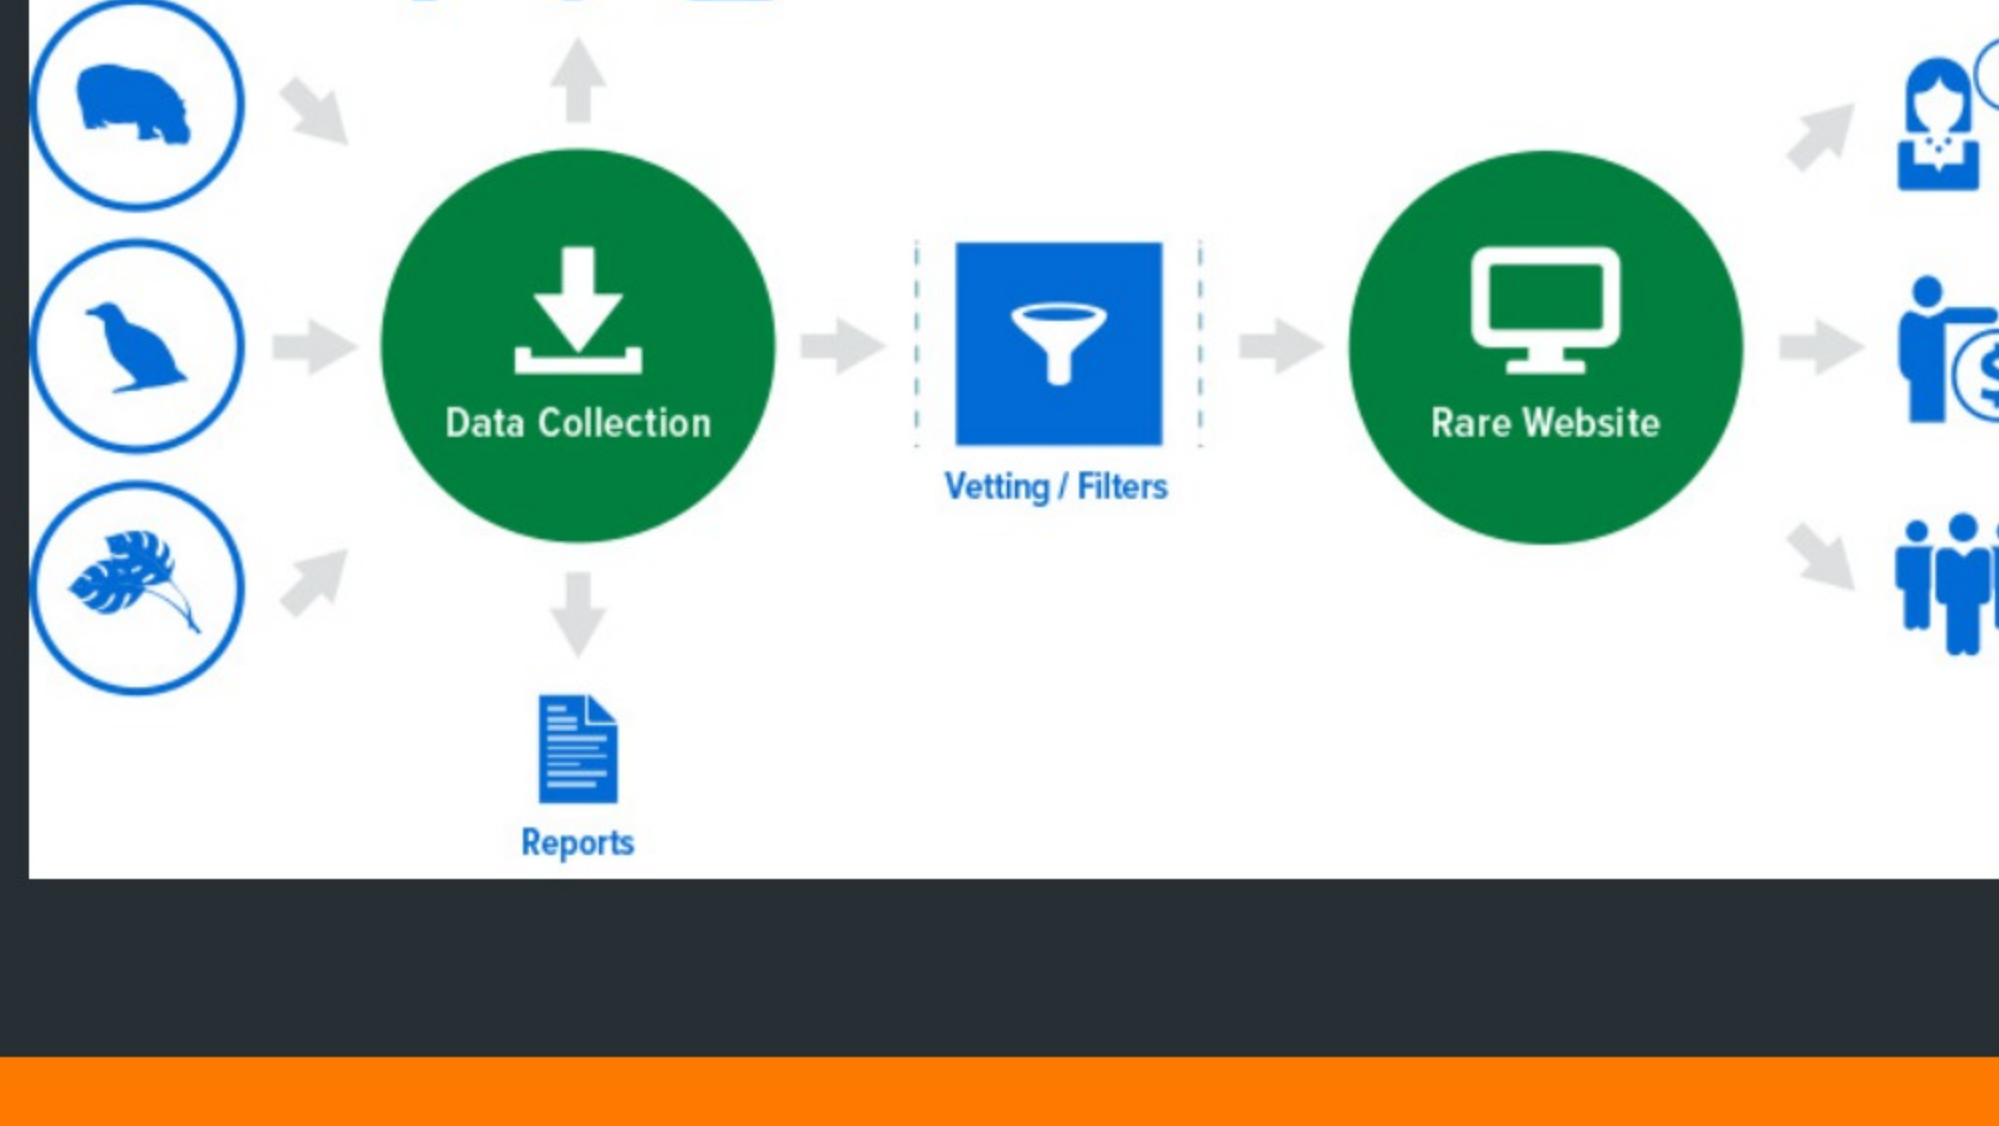 Data Collection
Rare Website
Vetting / Filters
Reports